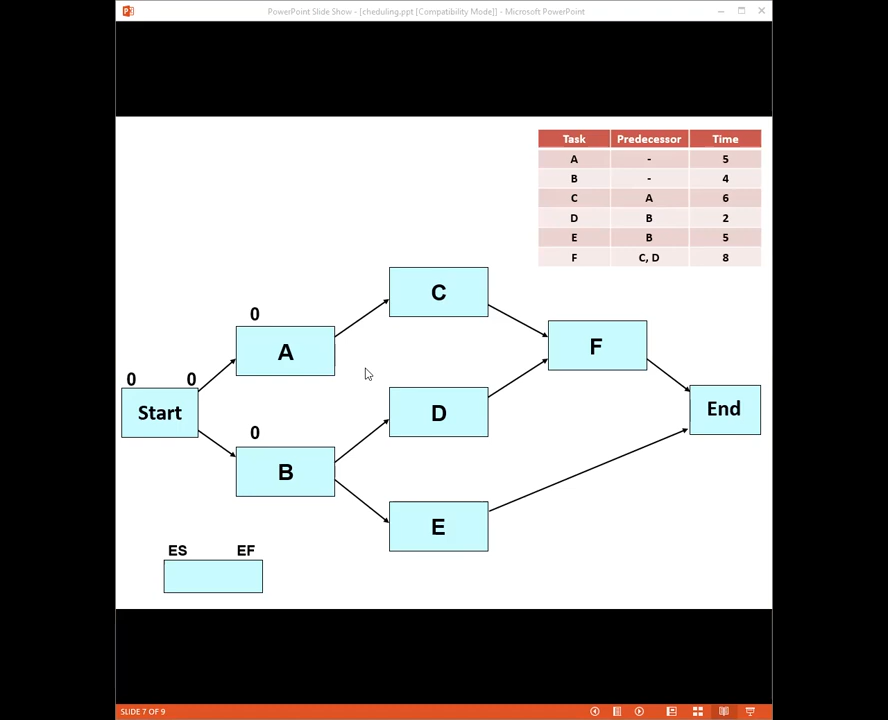 PowerPoint Slide Show - [cheduling.ppt [Compatibility Mode]] - Microsoft PowerPoint
Task Predecessor Time
A - 5
B - 4
C A 6
D B 2
E B 5
F C, D 8
C
0
A
F
0 0
Start
End
D
0
B
E
ES EF
SLIDE 7 OF 9